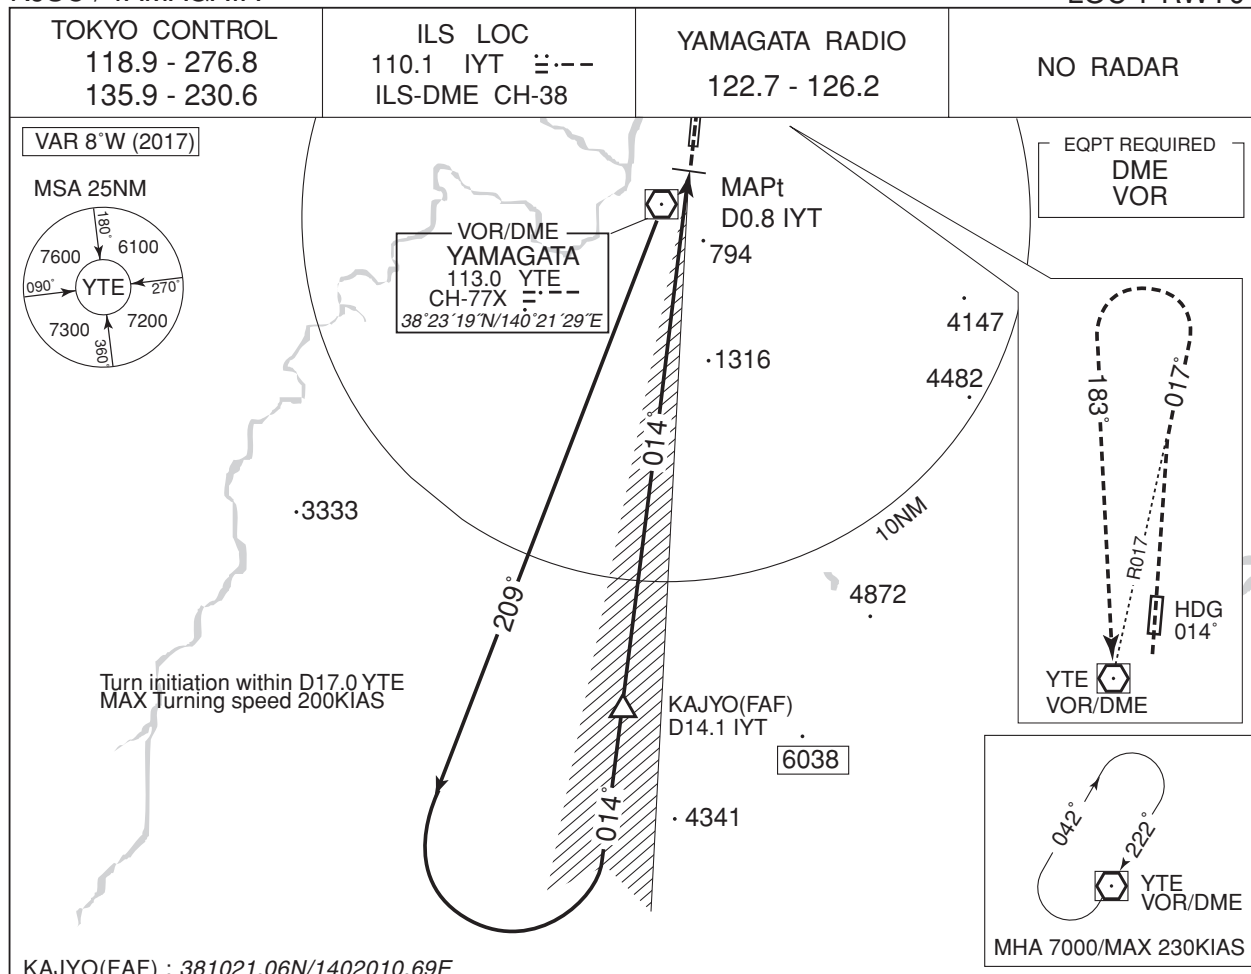 TOKYO CONTROL
118.9 - 276.8
135.9 - 230.6
ILS LOC
110.1 IYT
ILS-DME CH-38
YAMAGATA RADIO
122.7 - 126.2
NO RADAR
VAR 8°W (2017)
MSA 25NM
180°
7600
6100
090°
YTE
270°
7300
7200
360°
VOR/DME
YAMAGATA
113.0 YTE
CH-77X
38°23´19˝N/140°21´29˝E
MAPt
D0.8 IYT
794
1316
4147
4482
3333
10NM
4872
014°
209°
Turn initiation within D17.0 YTE
MAX Turning speed 200KIAS
KAJYO(FAF)
D14.1 IYT
6038
4341
014°
EQPT REQUIRED
DME
VOR
183°
017°
R017
HDG
014°
YTE
VOR/DME
042°
222°
YTE
VOR/DME
MHA 7000/MAX 230KIAS
KAJYO(FAF) : 381021.06N/1402010.69E